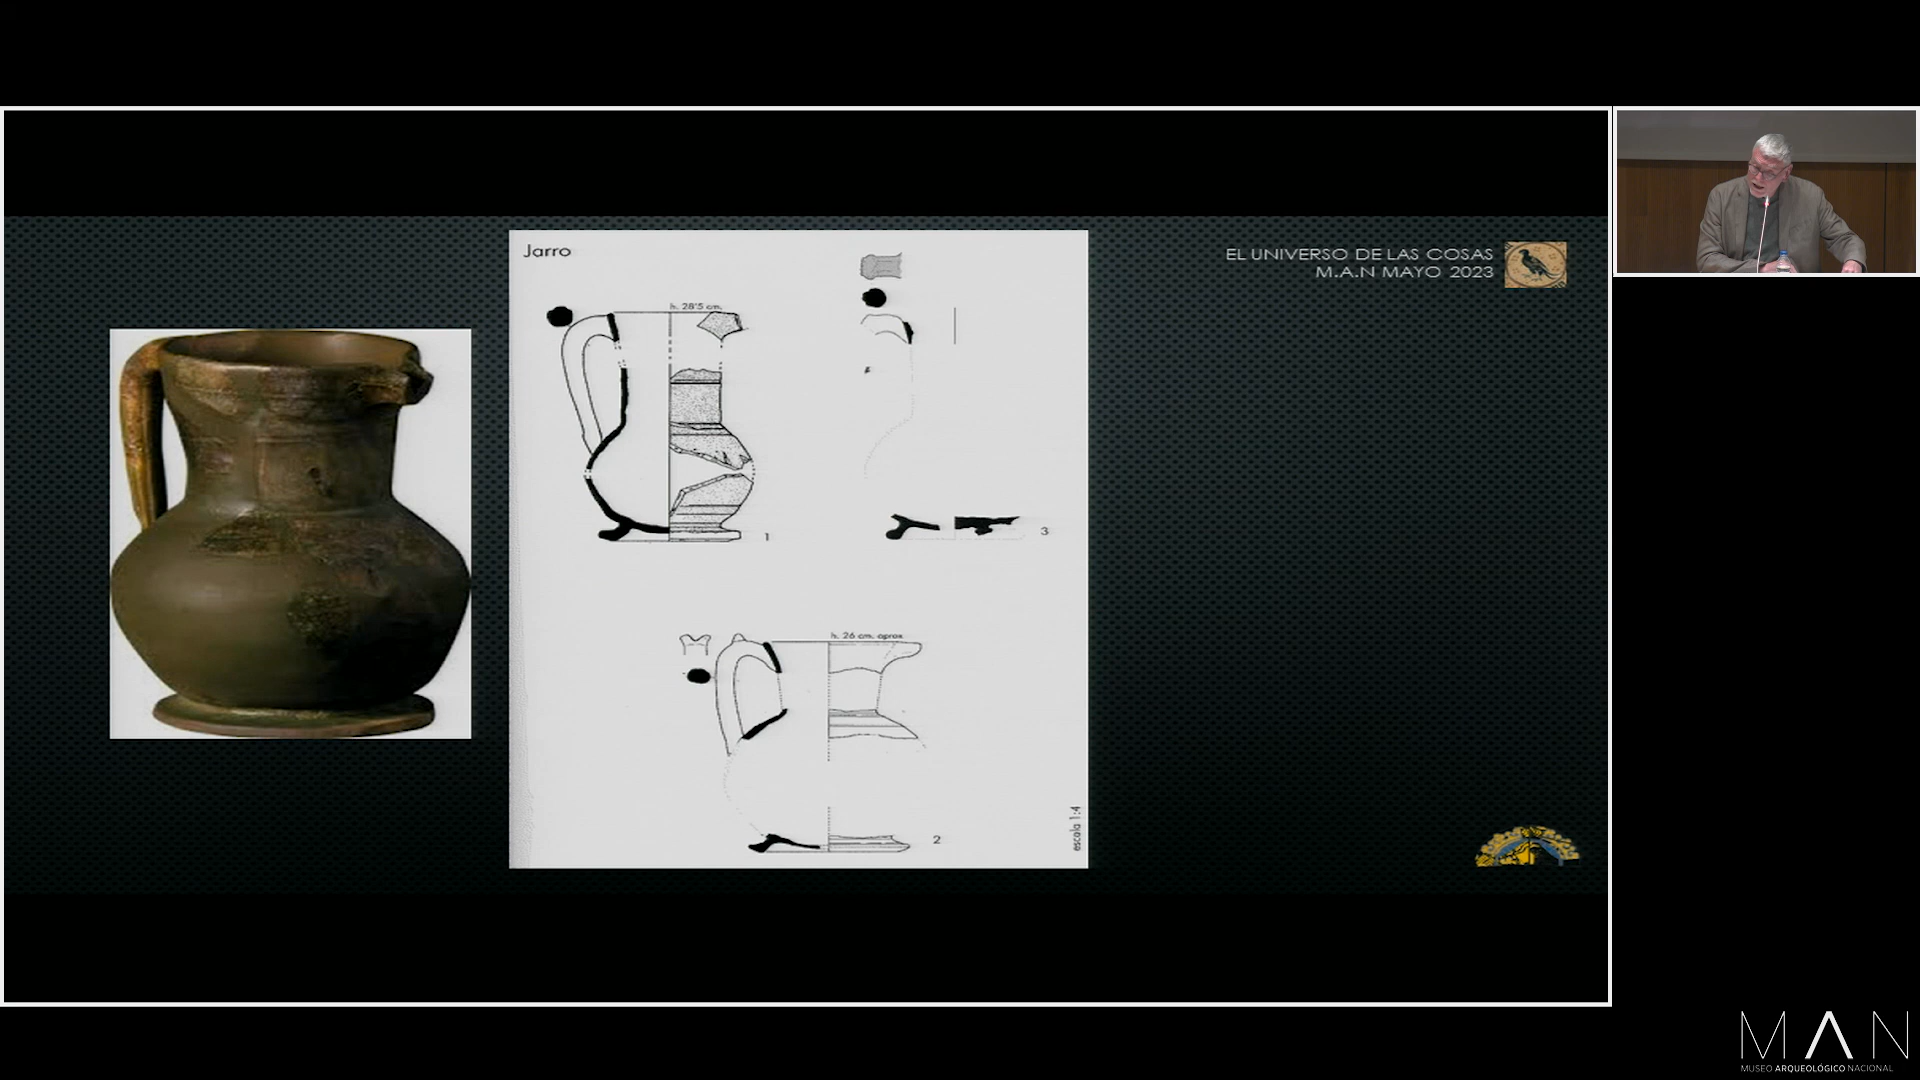 Jarro
h. 28'5 cm.
1
3
h. 26 cm. aprox
2
escala 1:4
EL UNIVERSO DE LAS COSAS
M.A.N MAYO 2023
MAN
MUSEO ARQUEOLÓGICO NACIONAL